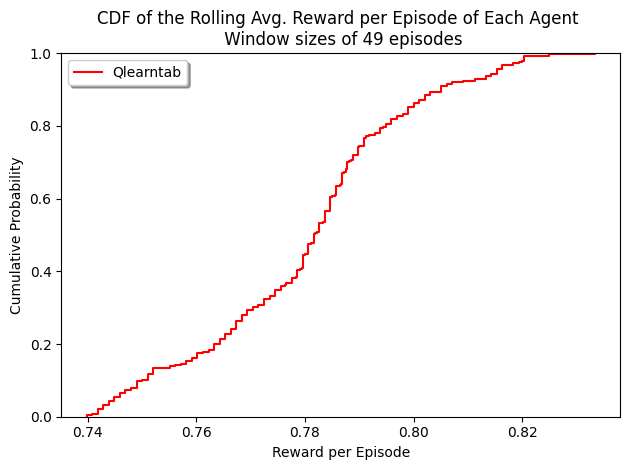 CDF of the Rolling Avg. Reward per Episode of Each Agent
Window sizes of 49 episodes
Qlearntab
Cumulative Probability
1.0
0.8
0.6
0.4
0.2
0.0
0.74 0.76 0.78 0.80 0.82
Reward per Episode